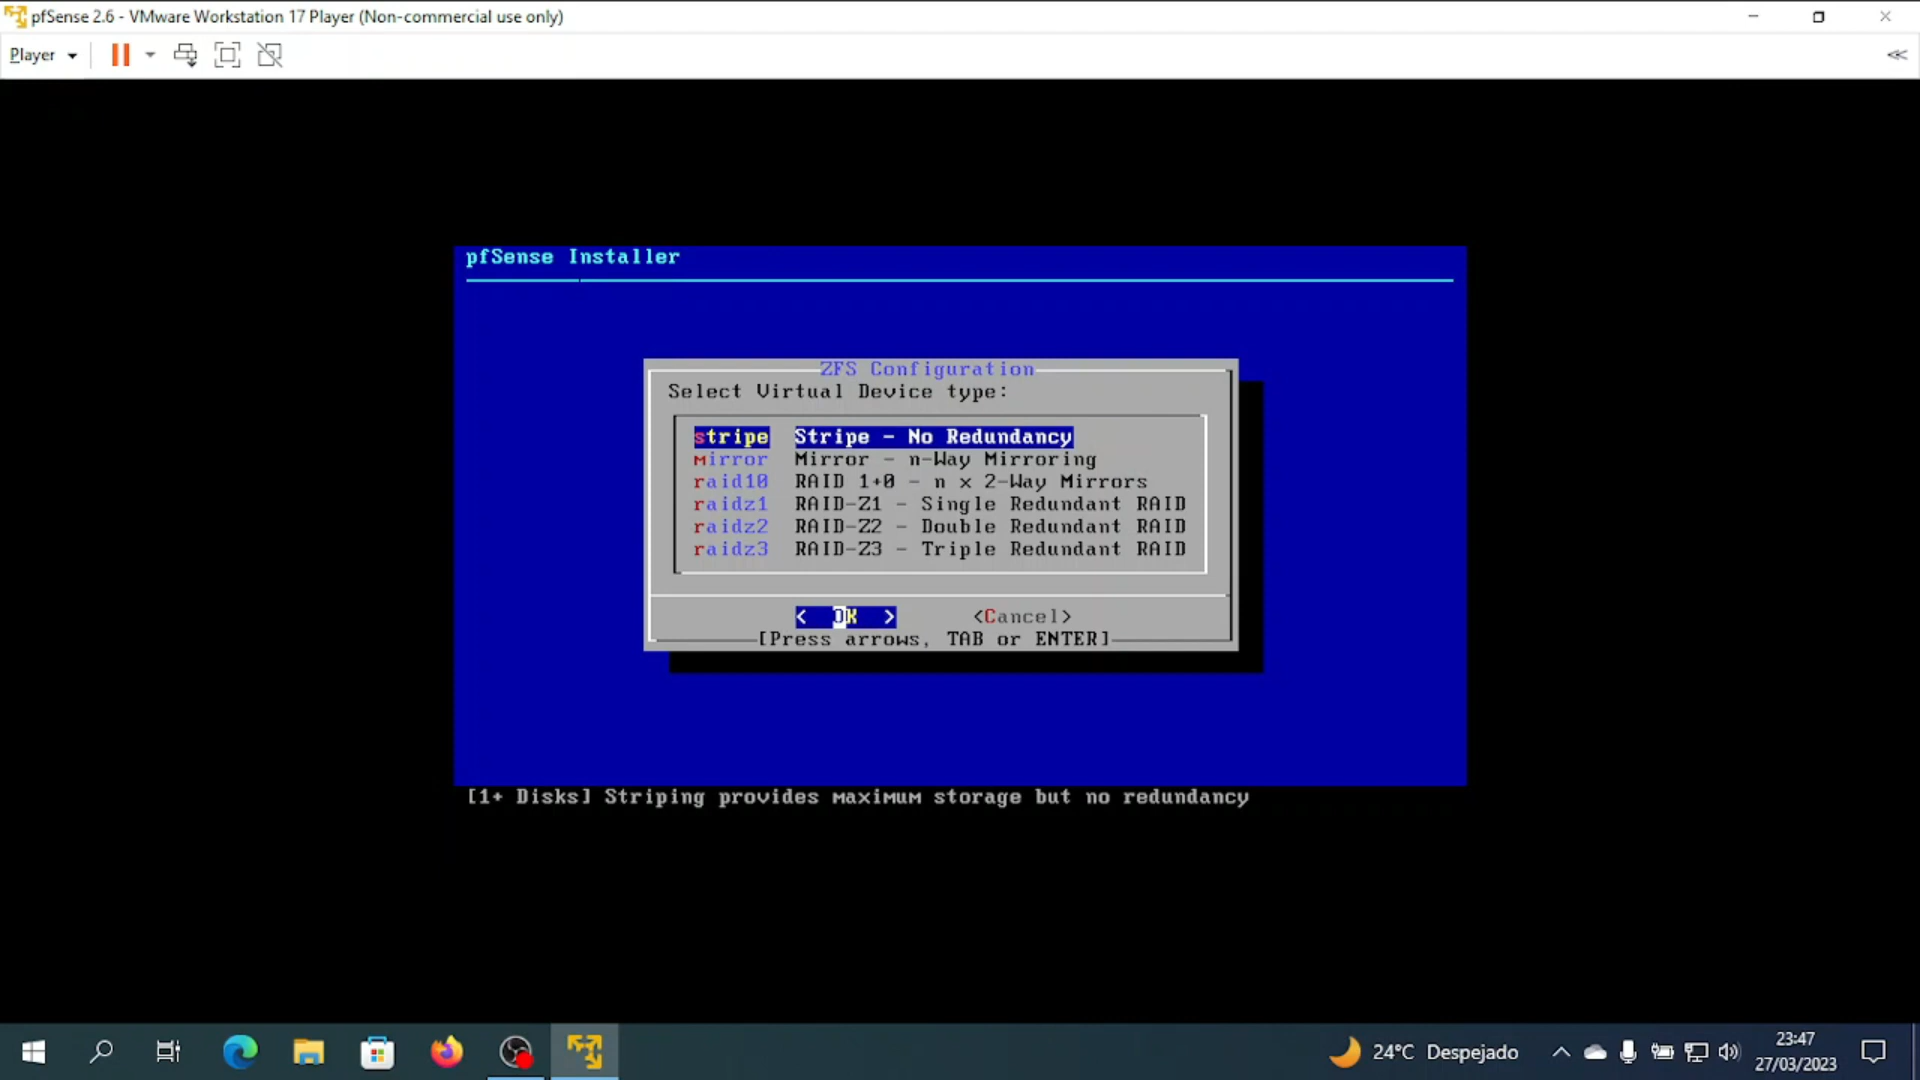 pfSense 2.6 - VMware Workstation 17 Player (Non-commercial use only)
Player
pfSense Installer
ZFS Configuration
Select Virtual Device type:
stripe Stripe - No Redundancy
mirror Mirror - n-Way Mirroring
raid10 RAID 1+0 - n x 2-Way Mirrors
raidz1 RAID-Z1 - Single Redundant RAID
raidz2 RAID-Z2 - Double Redundant RAID
raidz3 RAID-Z3 - Triple Redundant RAID
< OK > <Cancel>
[Press arrows, TAB or ENTER]
[1+ Disks] Striping provides maximum storage but no redundancy
24°C Despejado
23:47
27/03/2023